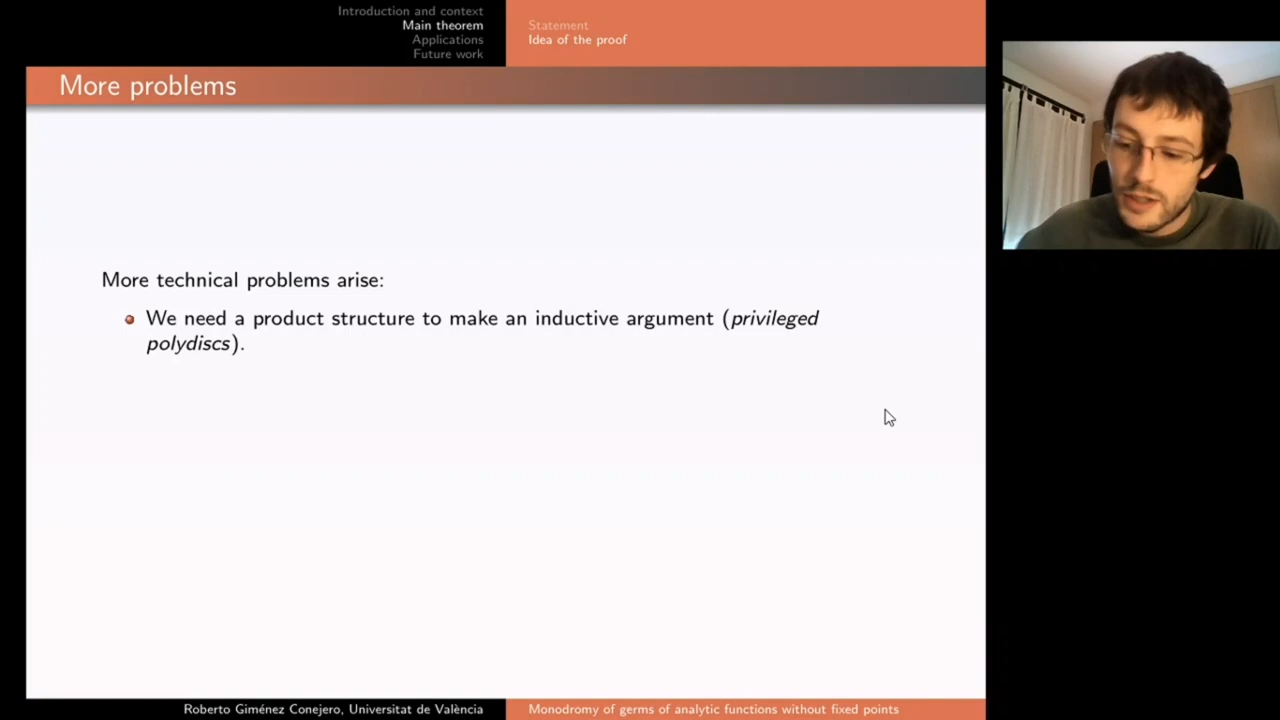 Introduction and context
Main theorem
Applications
Future work
Statement
Idea of the proof
More problems
More technical problems arise:
We need a product structure to make an inductive argument (privileged
polydiscs).
Roberto Giménez Conejero, Universitat de València
Monodromy of germs of analytic functions without fixed points